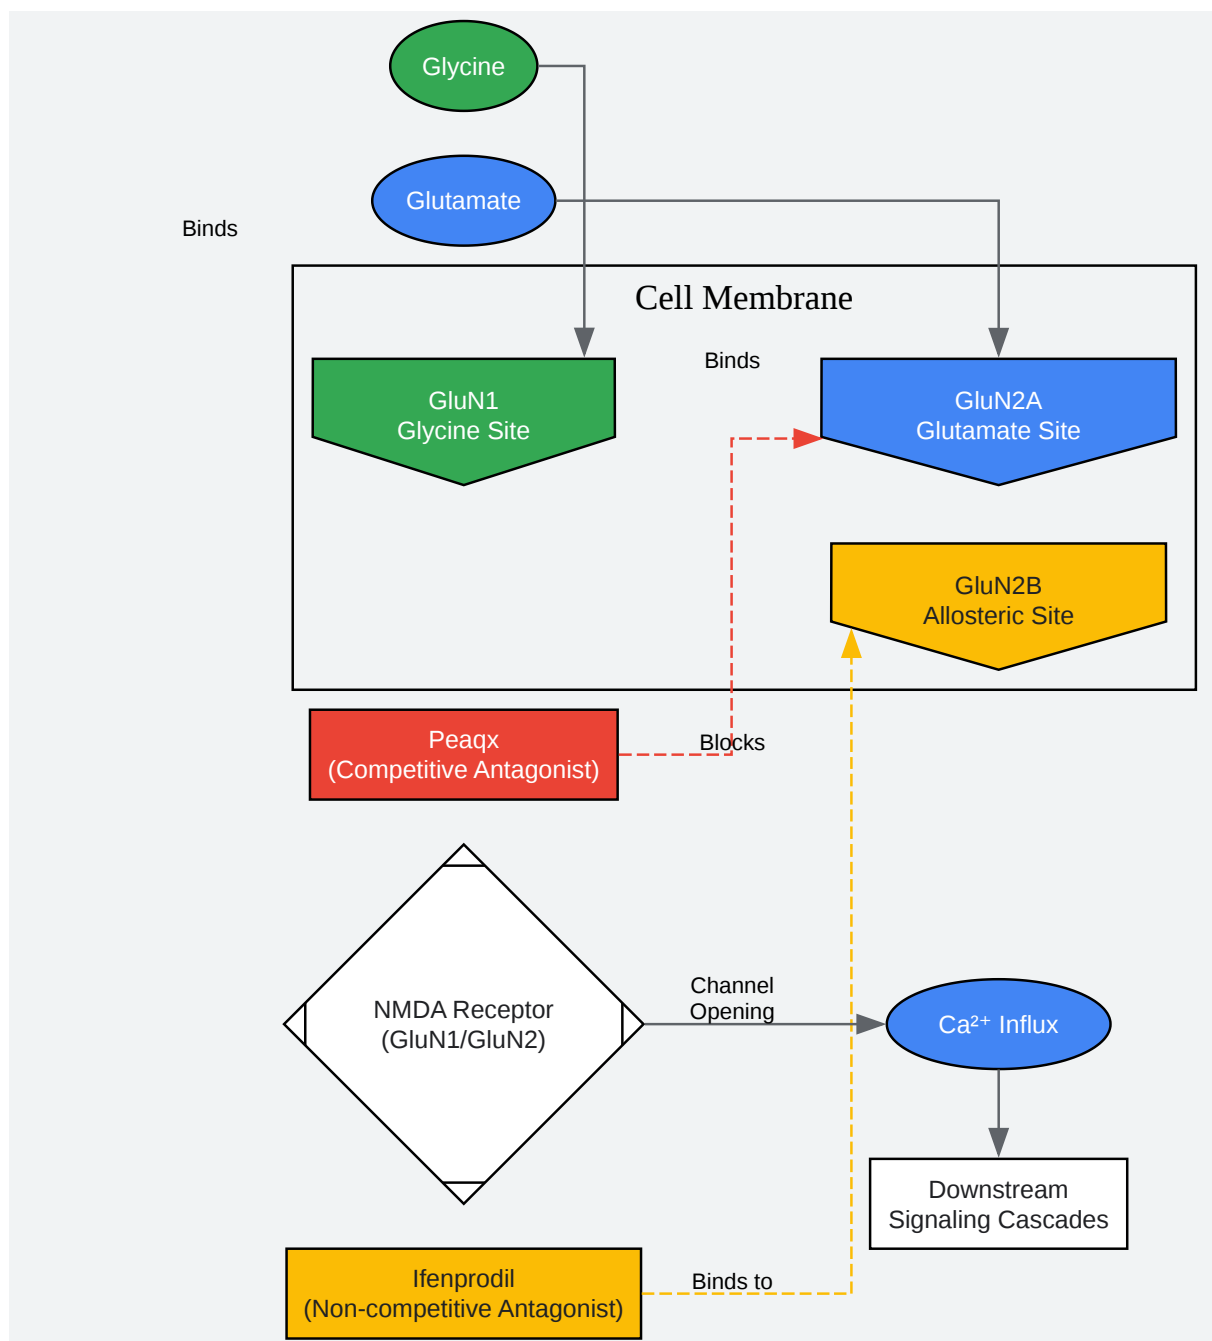 Glycine
Glutamate
Binds
Cell Membrane
Binds
GluN1
Glycine Site
GluN2A
Glutamate Site
GluN2B
Allosteric Site
Peaqx
(Competitive Antagonist)
Blocks
NMDA Receptor
(GluN1/GluN2)
Channel
Opening
Ca²⁺ Influx
Downstream
Signaling Cascades
Ifenprodil
(Non-competitive Antagonist)
Binds to